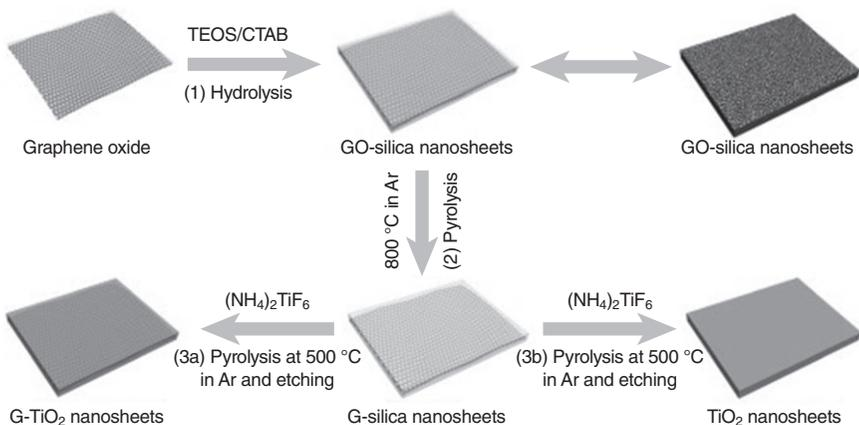 TEOS/CTAB
(1) Hydrolysis
Graphene oxide
GO-silica nanosheets
GO-silica nanosheets
800 °C in Ar
(2) Pyrolysis
(NH₄)₂TiF₆
(3a) Pyrolysis at 500 °C
in Ar and etching
(NH₄)₂TiF₆
(3b) Pyrolysis at 500 °C
in Ar and etching
G-TiO₂ nanosheets
G-silica nanosheets
TiO₂ nanosheets